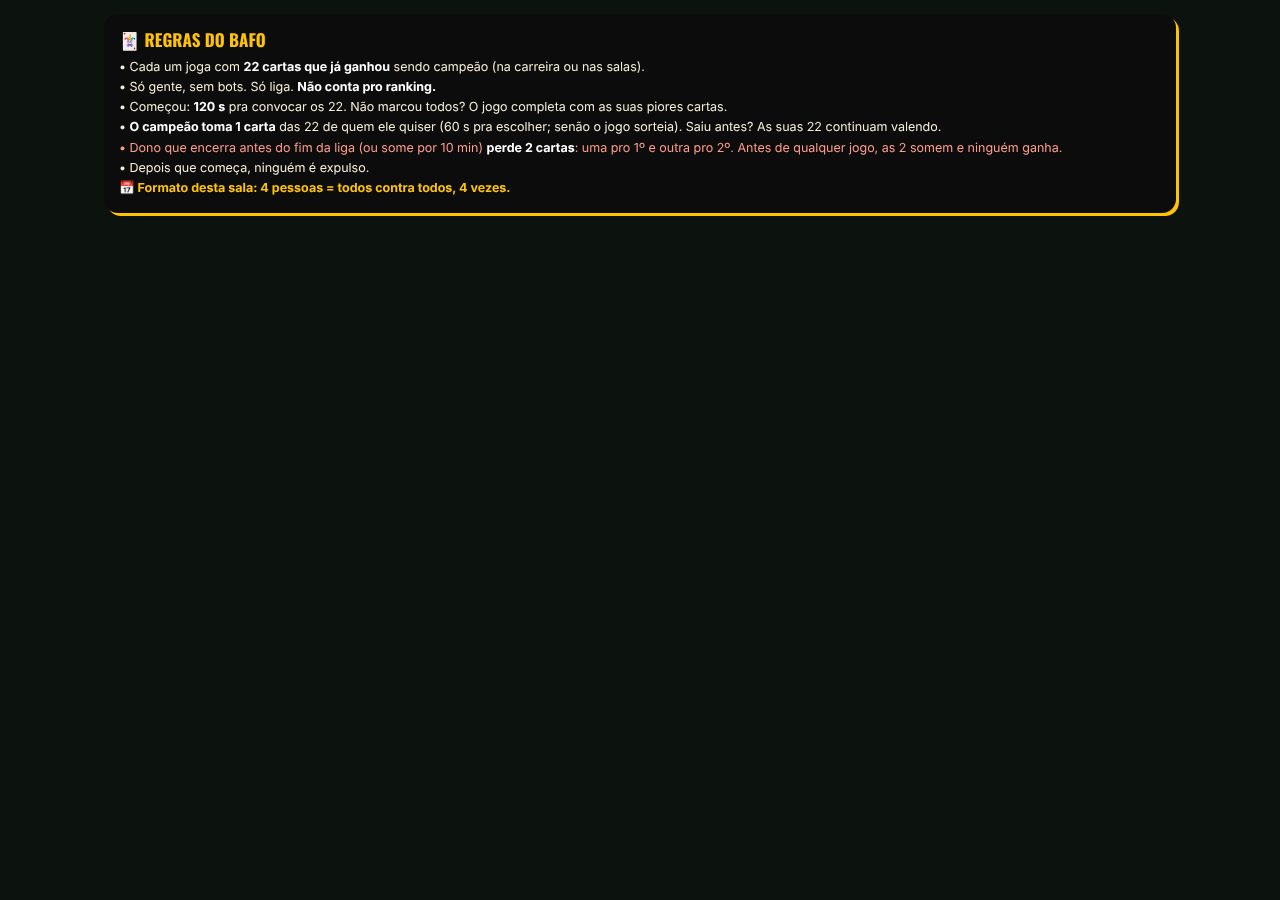 🃏 REGRAS DO BAFO
• Cada um joga com 22 cartas que já ganhou sendo campeão (na carreira ou nas salas).
• Só gente, sem bots. Só liga. Não conta pro ranking.
• Começou: 120 s pra convocar os 22. Não marcou todos? O jogo completa com as suas piores cartas.
• O campeão toma 1 carta das 22 de quem ele quiser (60 s pra escolher; senão o jogo sorteia). Saiu antes? As suas 22 continuam valendo.
• Dono que encerra antes do fim da liga (ou some por 10 min) perde 2 cartas: uma pro 1º e outra pro 2º. Antes de qualquer jogo, as 2 somem e ninguém ganha.
• Depois que começa, ninguém é expulso.
📅 Formato desta sala: 4 pessoas = todos contra todos, 4 vezes.